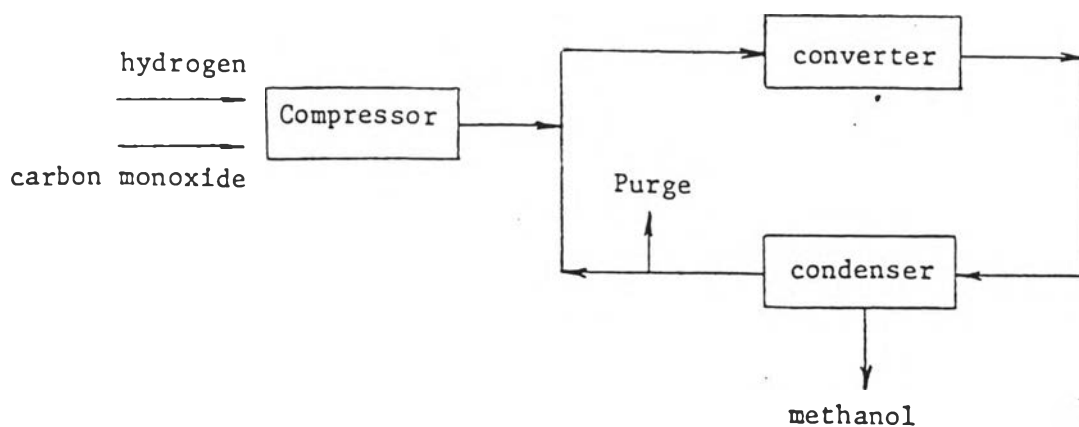 hydrogen
carbon monoxide
Compressor
converter
Purge
condenser
methanol